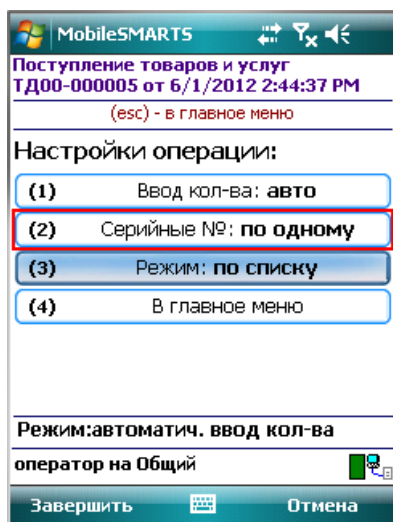 MobileSMARTS
Поступление товаров и услуг
ТД00-000005 от 6/1/2012 2:44:37 PM
(esc) - в главное меню
Настройки операции:
(1) Ввод кол-ва: авто
(2) Серийные №: по одному
(3) Режим: по списку
(4) В главное меню
Режим:автоматич. ввод кол-ва
оператор на Общий
Завершить Отмена